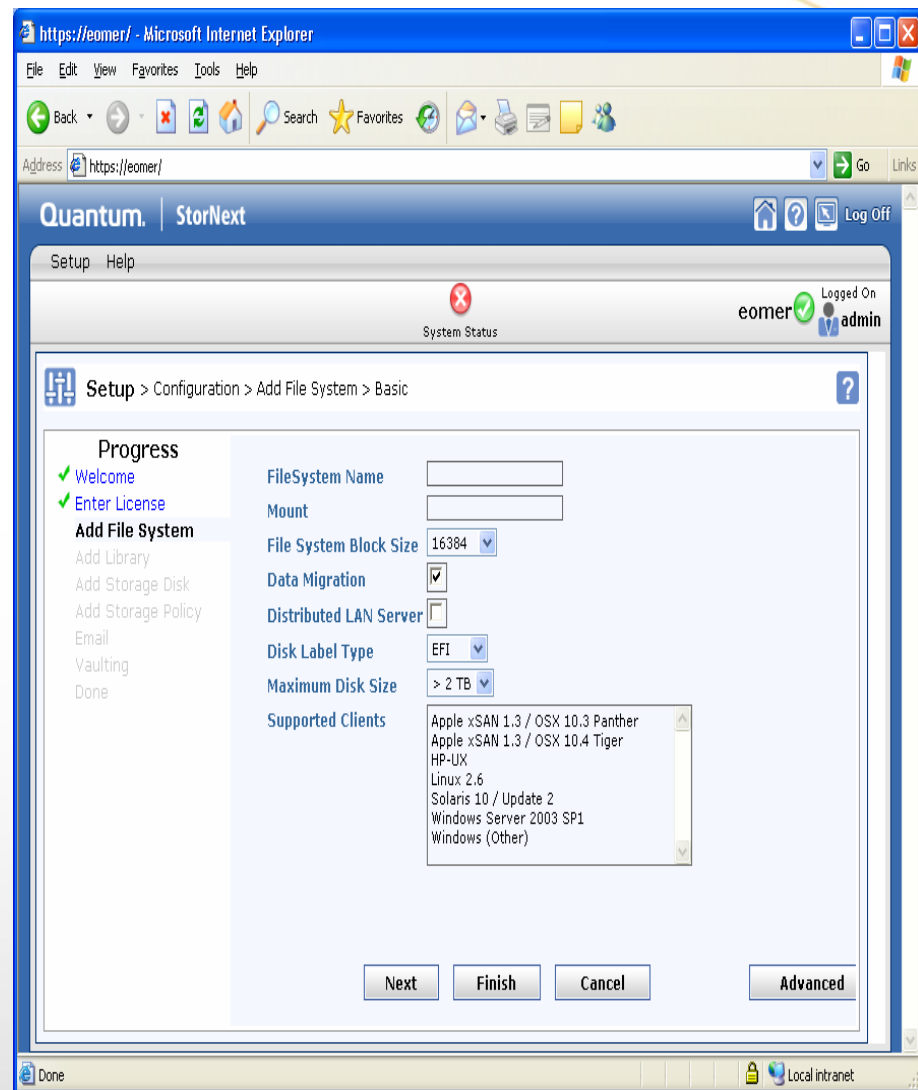 https://eomer/ - Microsoft Internet Explorer
File Edit View Favorites Tools Help
Back Search Favorites
Address https://eomer/ Go Links
Quantum. StorNext Log Off
Setup Help
System Status
eomer Logged On admin
Setup > Configuration > Add File System > Basic
Progress
Welcome
Enter License
Add File System
Add Library
Add Storage Disk
Add Storage Policy
Email
Vaulting
Done
FileSystem Name
Mount
File System Block Size 16384
Data Migration
Distributed LAN Server
Disk Label Type EFI
Maximum Disk Size > 2 TB
Supported Clients
Apple xSAN 1.3 / OSX 10.3 Panther
Apple xSAN 1.3 / OSX 10.4 Tiger
HP-UX
Linux 2.6
Solaris 10 / Update 2
Windows Server 2003 SP1
Windows (Other)
Next Finish Cancel Advanced
Done Local intranet